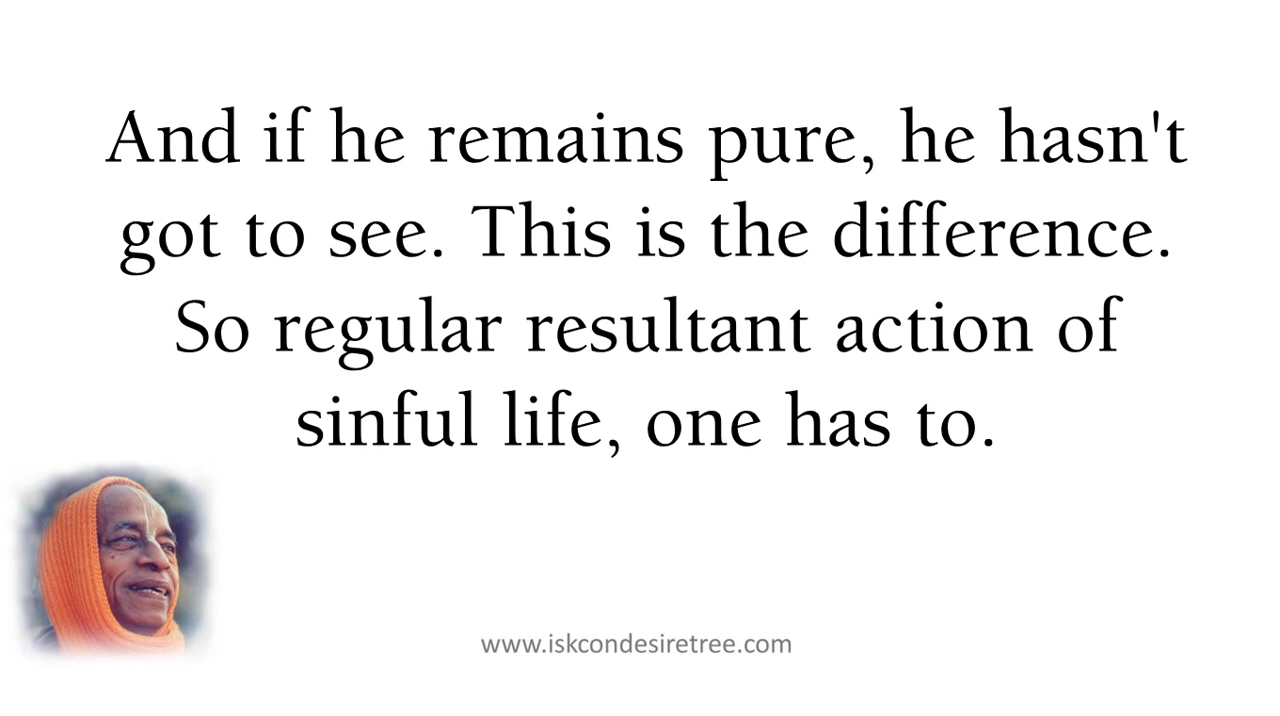 And if he remains pure, he hasn't
got to see. This is the difference.
So regular resultant action of
sinful life, one has to.
www.iskcondesiretree.com